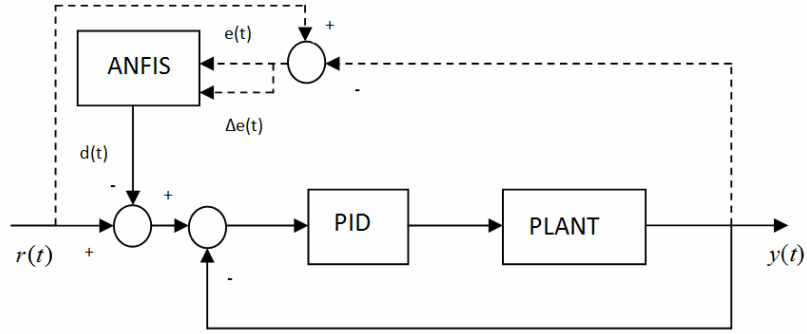 +
e(t)
ANFIS
-
Δe(t)
d(t)
-
+
PID
PLANT
r(t)
+
-
y(t)